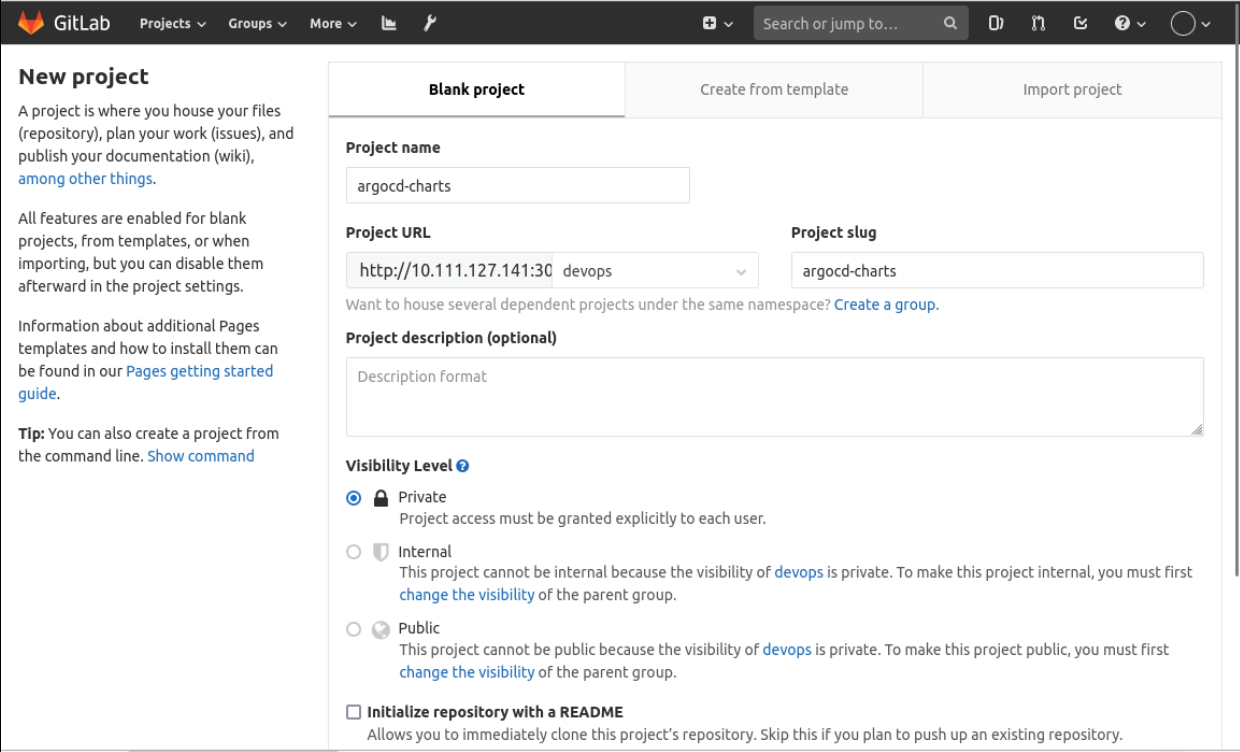 GitLab Projects Groups More Search or jump to...
New project
A project is where you house your files
(repository), plan your work (issues), and
publish your documentation (wiki),
among other things.
All features are enabled for blank
projects, from templates, or when
importing, but you can disable them
afterward in the project settings.
Information about additional Pages
templates and how to install them can
be found in our Pages getting started
guide.
Tip: You can also create a project from
the command line. Show command
Blank project Create from template Import project
Project name
argocd-charts
Project URL Project slug
http://10.111.127.141:30 devops argocd-charts
Want to house several dependent projects under the same namespace? Create a group.
Project description (optional)
Description format
Visibility Level
Private
Project access must be granted explicitly to each user.
Internal
This project cannot be internal because the visibility of devops is private. To make this project internal, you must first
change the visibility of the parent group.
Public
This project cannot be public because the visibility of devops is private. To make this project public, you must first
change the visibility of the parent group.
Initialize repository with a README
Allows you to immediately clone this project's repository. Skip this if you plan to push up an existing repository.